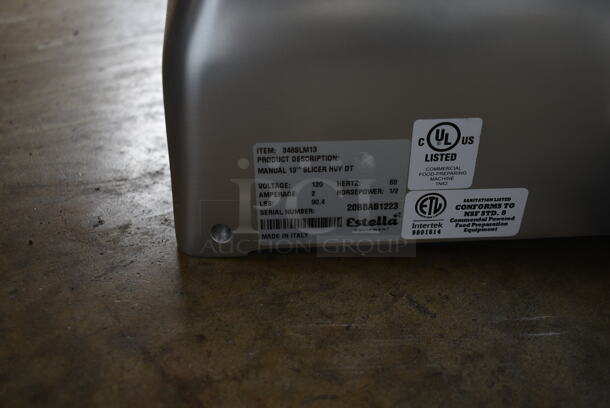 ITEM: 348SLM13
PRODUCT DESCRIPTION:
MANUAL 13" SLICER HVY DT
VOLTAGE: 120 HERTZ: 60
AMPERAGE: 2 HORSEPOWER: 1/2
LBS: 90.4
SERIAL NUMBER: 20BBAB1223
Estella
EQUIPMENT
MADE IN ITALY
C UL US
LISTED
COMMERCIAL
FOOD-PREPARING
MACHINE
ETL
Intertek
9801614
SANITATION LISTED
CONFORMS TO
NSF STD. 8
Commercial Powered
Food Preparation
Equipment
AUCTION GROUP